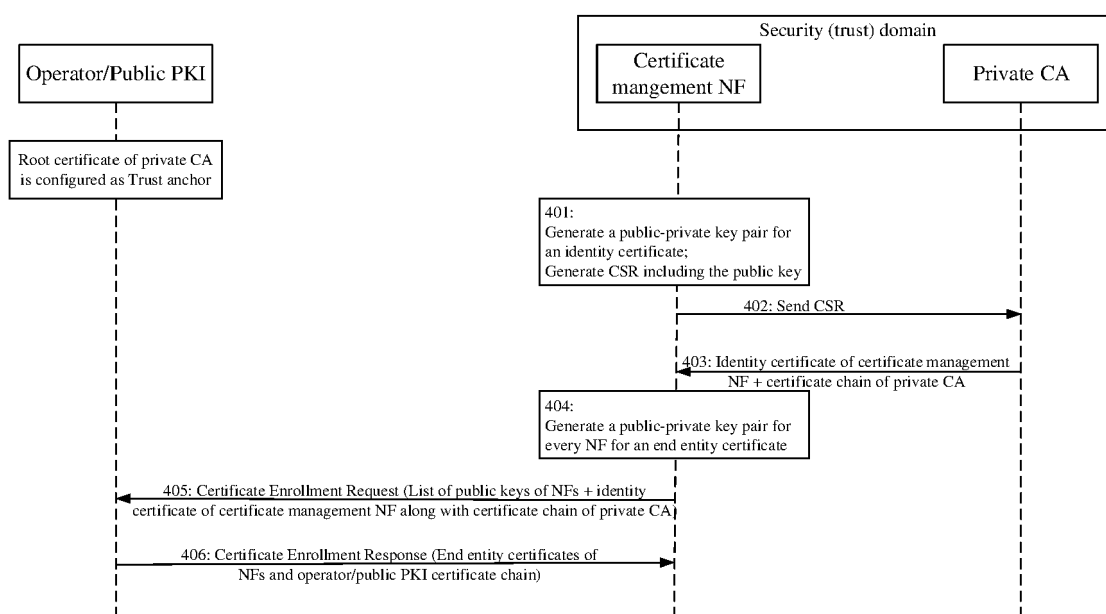 Security (trust) domain
Operator/Public PKI
Certificate
mangement NF
Private CA
Root certificate of private CA
is configured as Trust anchor
401:
Generate a public-private key pair for
an identity certificate;
Generate CSR including the public key
402: Send CSR
403: Identity certificate of certificate management
NF + certificate chain of private CA
404:
Generate a public-private key pair for
every NF for an end entity certificate
405: Certificate Enrollment Request (List of public keys of NFs + identity
certificate of certificate management NF along with certificate chain of private CA)
406: Certificate Enrollment Response (End entity certificates of
NFs and operator/public PKI certificate chain)